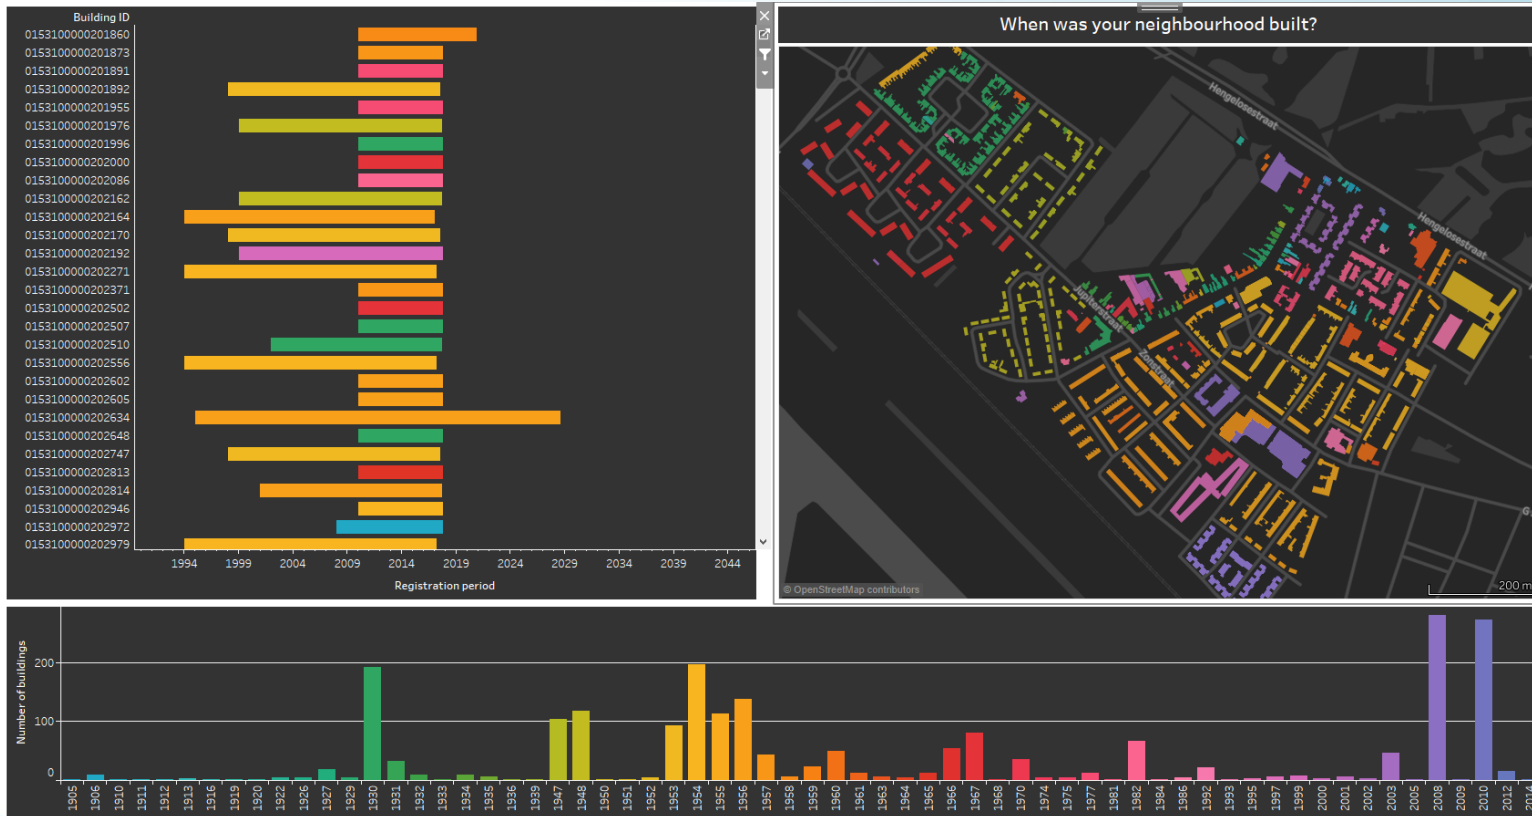 Building ID
0153100000201860
0153100000201873
0153100000201891
0153100000201892
0153100000201955
0153100000201976
0153100000201996
0153100000202000
0153100000202086
0153100000202162
0153100000202164
0153100000202170
0153100000202192
0153100000202271
0153100000202371
0153100000202502
0153100000202507
0153100000202510
0153100000202556
0153100000202602
0153100000202605
0153100000202634
0153100000202648
0153100000202747
0153100000202813
0153100000202814
0153100000202946
0153100000202972
0153100000202979
1994 1999 2004 2009 2014 2019 2024 2029 2034 2039 2044
Registration period
When was your neighbourhood built?
Hengelosestraat
Hengelosestraat
Jupiterstraat
Zonstraat
G
© OpenStreetMap contributors
200 m
Number of buildings
200
100
0
1905 1906 1910 1911 1912 1913 1916 1919 1920 1922 1926 1927 1929 1930 1931 1932 1933 1934 1935 1936 1939 1947 1948 1950 1951 1952 1953 1954 1955 1956 1957 1958 1959 1960 1961 1963 1964 1965 1966 1967 1968 1970 1974 1975 1977 1981 1982 1984 1986 1992 1993 1995 1997 1999 2000 2001 2002 2003 2005 2008 2009 2010 2012 2014